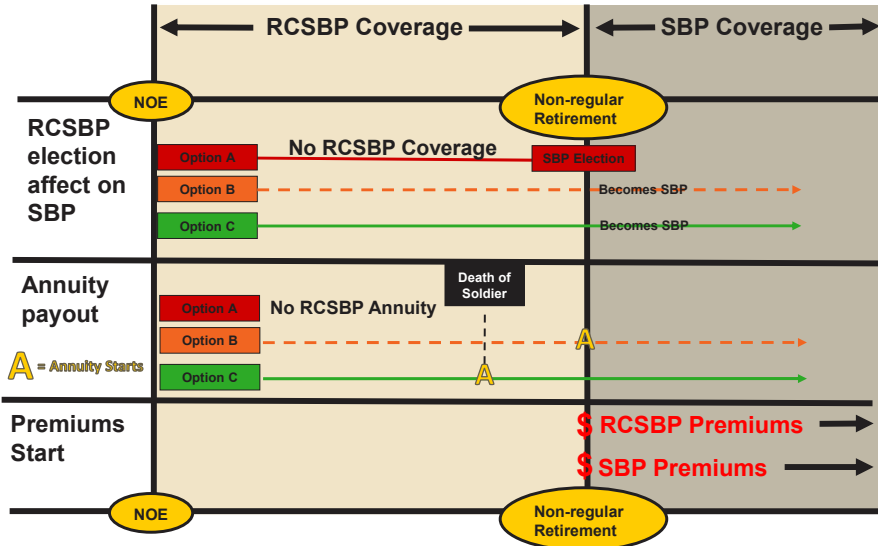 RCSBP Coverage
SBP Coverage
NOE
Non-regular
Retirement
RCSBP
election
affect on
SBP
Option A
No RCSBP Coverage
SBP Election
Option B
Becomes SBP
Option C
Becomes SBP
Annuity
payout
Death of
Soldier
Option A
No RCSBP Annuity
Option B
A
A = Annuity Starts
Option C
A
Premiums
Start
$ RCSBP Premiums
$ SBP Premiums
NOE
Non-regular
Retirement